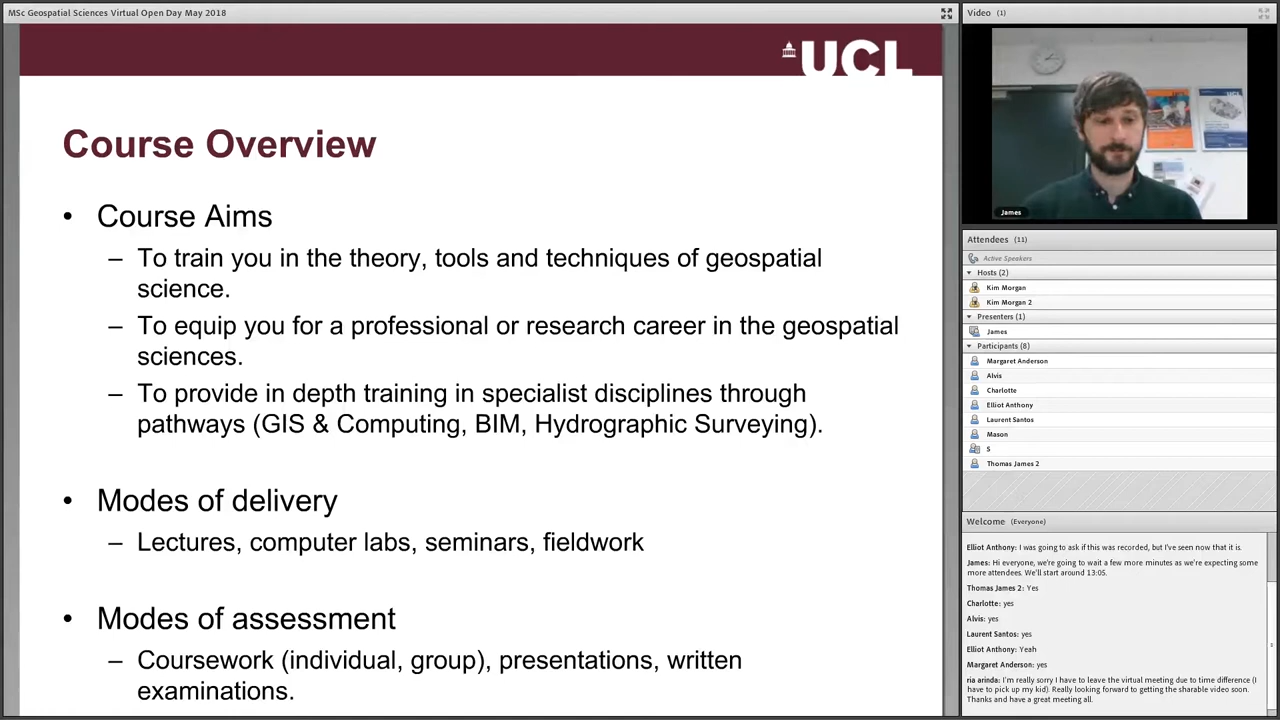 MSc Geospatial Sciences Virtual Open Day May 2018
UCL
Course Overview
• Course Aims
– To train you in the theory, tools and techniques of geospatial
science.
– To equip you for a professional or research career in the geospatial
sciences.
– To provide in depth training in specialist disciplines through
pathways (GIS & Computing, BIM, Hydrographic Surveying).
• Modes of delivery
– Lectures, computer labs, seminars, fieldwork
• Modes of assessment
– Coursework (individual, group), presentations, written
examinations.
Video (1)
UCL
James
Attendees (11)
Active Speakers
Hosts (2)
Kim Morgan
Kim Morgan 2
Presenters (1)
James
Participants (8)
Margaret Anderson
Alvis
Charlotte
Elliot Anthony
Laurent Santos
Mason
S
Thomas James 2
Welcome (Everyone)
Elliot Anthony: I was going to ask if this was recorded, but I've seen now that it is.
James: Hi everyone, we're going to wait a few more minutes as we're expecting some
more attendees. We'll start around 13:05.
Thomas James 2: Yes
Charlotte: yes
Alvis: yes
Laurent Santos: yes
Elliot Anthony: Yeah
Margaret Anderson: yes
ria arinda: I'm really sorry I have to leave the virtual meeting due to time difference (I
have to pick up my kid). Really looking forward to getting the sharable video soon.
Thanks and have a great meeting all.